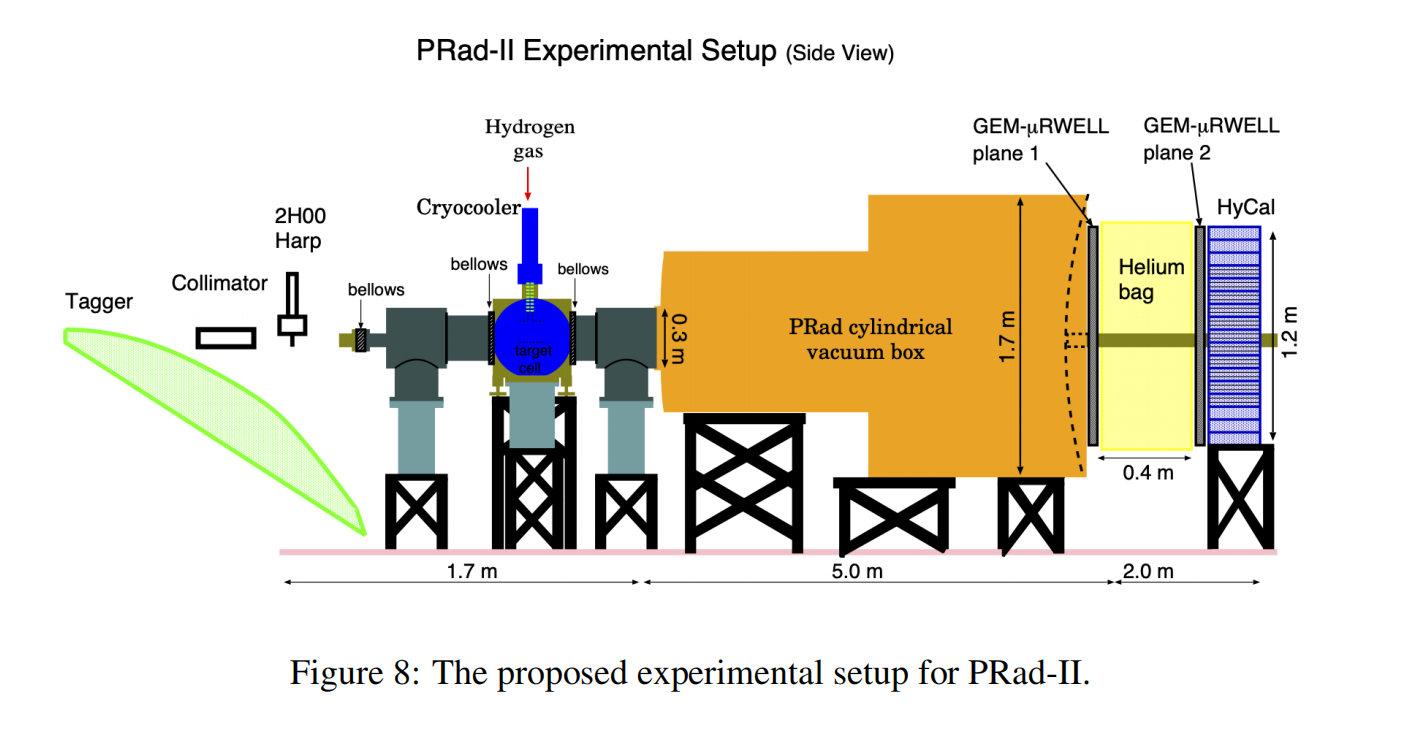 PRad-II Experimental Setup (Side View)
Hydrogen
gas
GEM-μRWELL
plane 1
GEM-μRWELL
plane 2
Cryocooler
2H00
Harp
HyCal
bellows
bellows
Collimator
bellows
Tagger
Helium
bag
0.3 m
PRad cylindrical
vacuum box
1.7 m
1.2 m
target
cell
0.4 m
1.7 m
5.0 m
2.0 m
Figure 8: The proposed experimental setup for PRad-II.